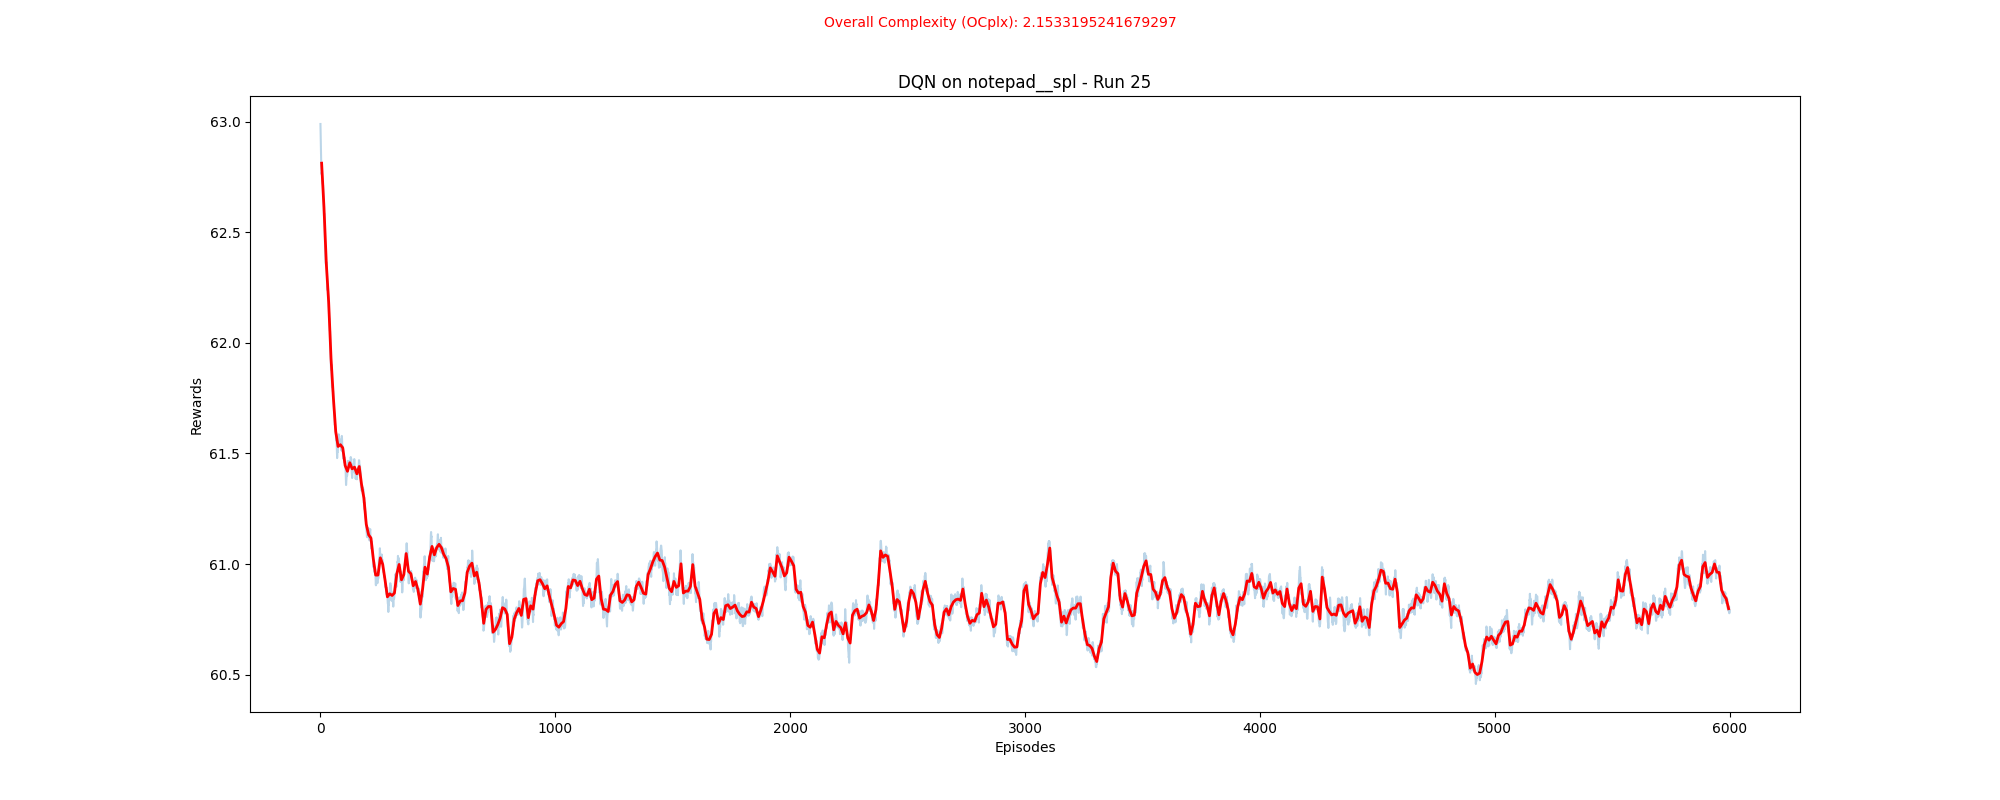 Overall Complexity (OCplx): 2.1533195241679297
DQN on notepad__spl - Run 25
63.0
62.5
62.0
61.5
61.0
60.5
Rewards
0 1000 2000 3000 4000 5000 6000
Episodes